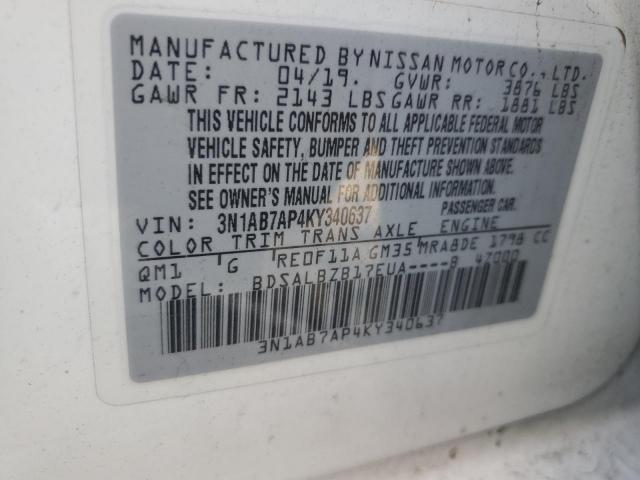 MANUFACTURED BY NISSAN MOTOR CO., LTD.
DATE: 04/19. GVWR: 3876 LBS
GAWR FR: 2143 LBS GAWR RR: 1881 LBS
THIS VEHICLE CONFORMS TO ALL APPLICABLE FEDERAL MOTOR
VEHICLE SAFETY, BUMPER AND THEFT PREVENTION STANDARDS
IN EFFECT ON THE DATE OF MANUFACTURE SHOWN ABOVE.
SEE OWNER'S MANUAL FOR ADDITIONAL INFORMATION.
VIN: 3N1AB7AP4KY340637 PASSENGER CAR.
COLOR TRIM TRANS AXLE ENGINE
QM1 G RE0F11A GM35 MRA8DE 1798 CC
MODEL: BDSALBZB17EUA----B 47000
3N1AB7AP4KY340637